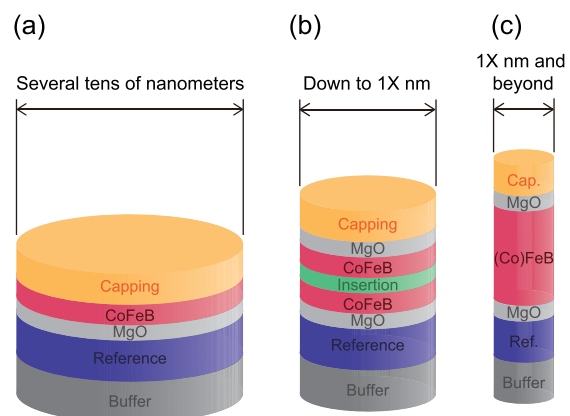 (a)
Several tens of nanometers
Capping
CoFeB
MgO
Reference
Buffer
(b)
Down to 1X nm
Capping
MgO
CoFeB
Insertion
CoFeB
MgO
Reference
Buffer
(c)
1X nm and
beyond
Cap.
MgO
(Co)FeB
MgO
Ref.
Buffer